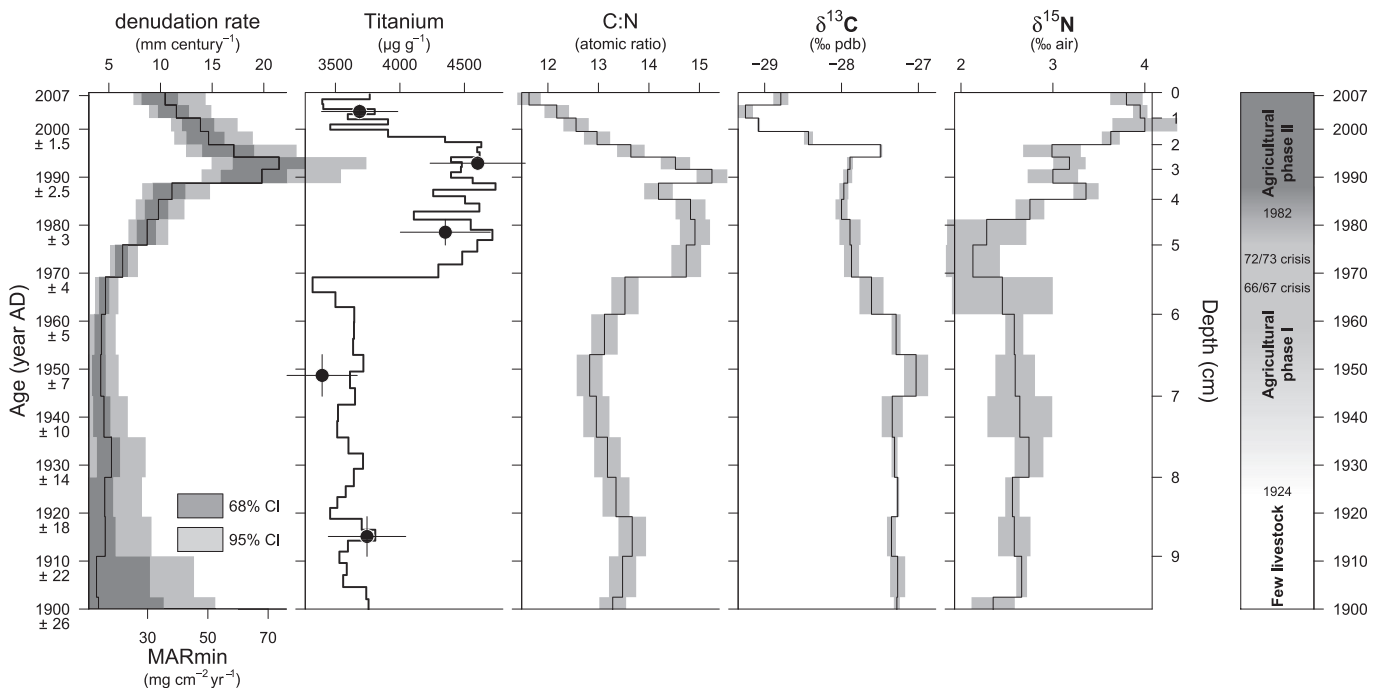 denudation rate
(mm century⁻¹)
5 10 15 20
Titanium
(µg g⁻¹)
3500 4000 4500
C:N
(atomic ratio)
12 13 14 15
δ¹³C
(‰ pdb)
−29 −28 −27
δ¹⁵N
(‰ air)
2 3 4
Age (year AD)
2007
2000
± 1.5
1990
± 2.5
1980
± 3
1970
± 4
1960
± 5
1950
± 7
1940
± 10
1930
± 14
1920
± 18
1910
± 22
1900
± 26
68% CI
95% CI
30 50 70
MARmin
(mg cm⁻² yr⁻¹)
Depth (cm)
0
1
2
3
4
5
6
7
8
9
Agricultural
phase II
1982
72/73 crisis
66/67 crisis
Agricultural
phase I
1924
Few livestock
2007
2000
1990
1980
1970
1960
1950
1940
1930
1920
1910
1900